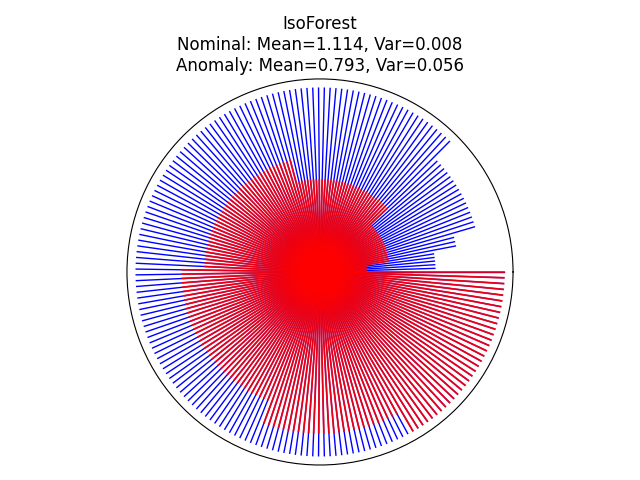 IsoForest
Nominal: Mean=1.114, Var=0.008
Anomaly: Mean=0.793, Var=0.056